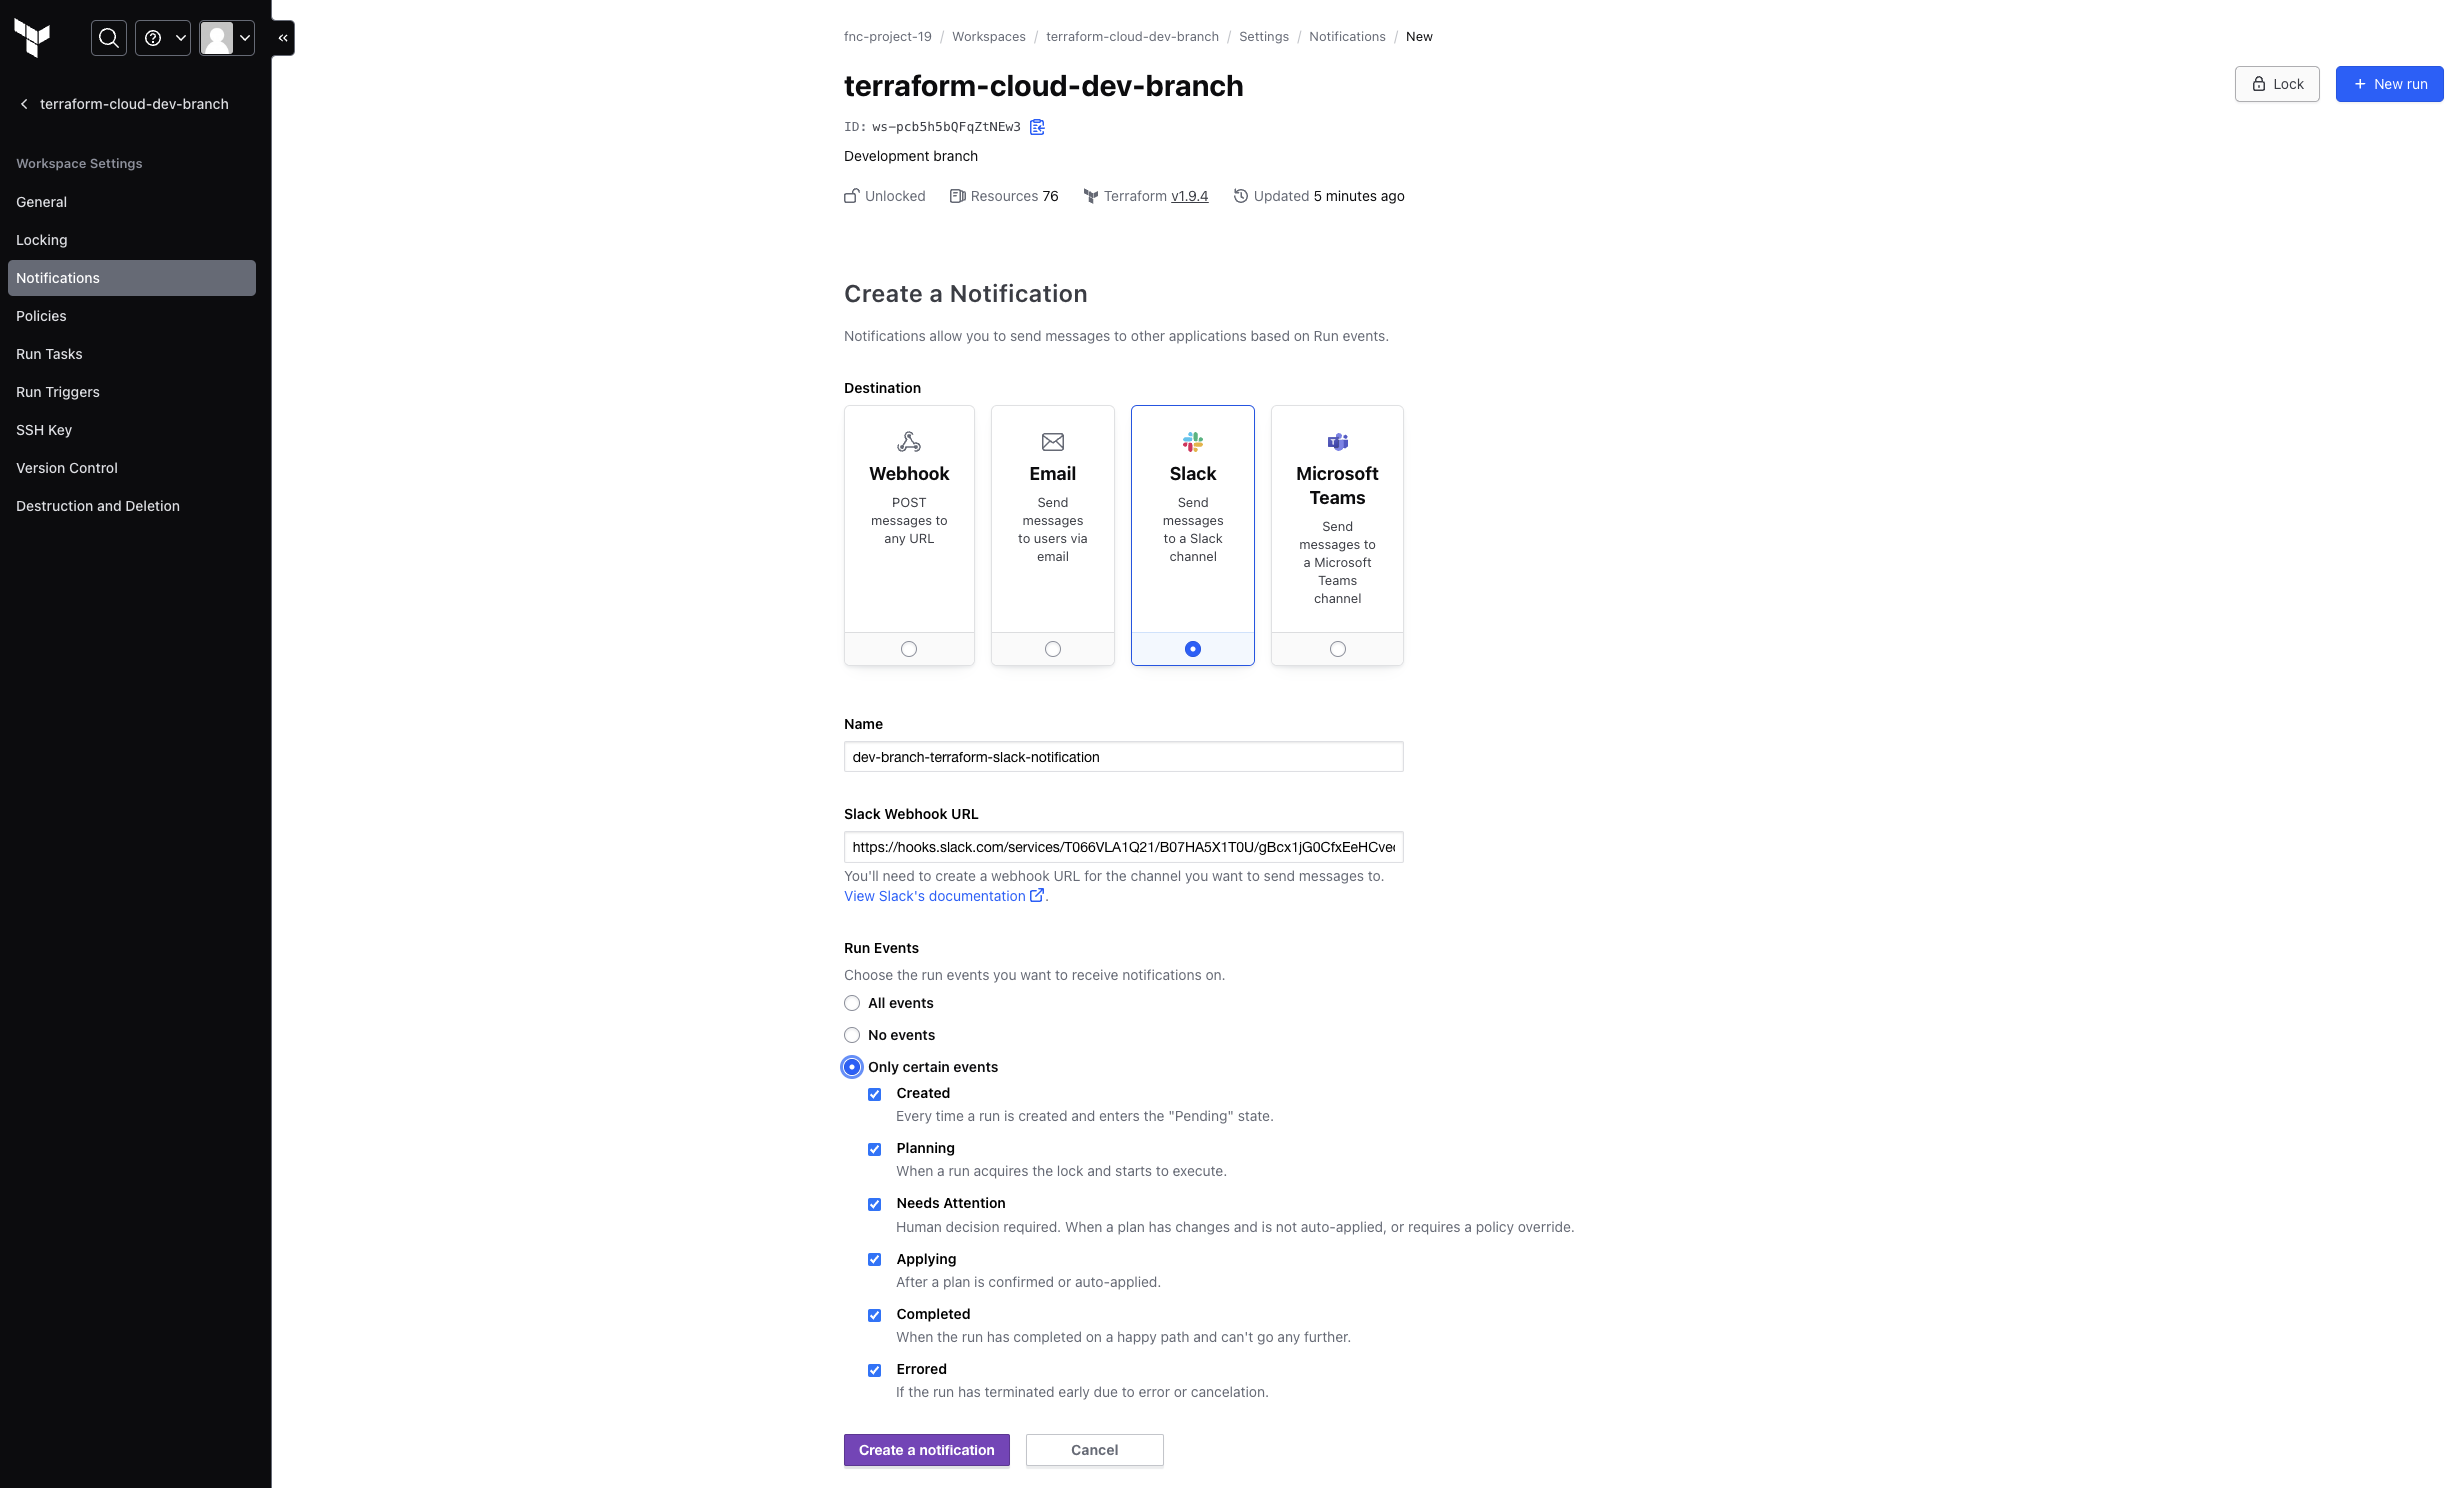 terraform-cloud-dev-branch
Workspace Settings
General
Locking
Notifications
Policies
Run Tasks
Run Triggers
SSH Key
Version Control
Destruction and Deletion
fnc-project-19 / Workspaces / terraform-cloud-dev-branch / Settings / Notifications / New
terraform-cloud-dev-branch
Lock
+ New run
ID: ws-pcb5h5bQFqZtNEw3
Development branch
Unlocked Resources 76 Terraform v1.9.4 Updated 5 minutes ago
Create a Notification
Notifications allow you to send messages to other applications based on Run events.
Destination
Webhook
POST
messages to
any URL
Email
Send
messages
to users via
email
Slack
Send
messages
to a Slack
channel
Microsoft
Teams
Send
messages to
a Microsoft
Teams
channel
Name
dev-branch-terraform-slack-notification
Slack Webhook URL
https://hooks.slack.com/services/T066VLA1Q21/B07HA5X1T0U/gBcx1jG0CfxEeHCve
You'll need to create a webhook URL for the channel you want to send messages to.
View Slack's documentation.
Run Events
Choose the run events you want to receive notifications on.
All events
No events
Only certain events
Created
Every time a run is created and enters the "Pending" state.
Planning
When a run acquires the lock and starts to execute.
Needs Attention
Human decision required. When a plan has changes and is not auto-applied, or requires a policy override.
Applying
After a plan is confirmed or auto-applied.
Completed
When the run has completed on a happy path and can't go any further.
Errored
If the run has terminated early due to error or cancelation.
Create a notification
Cancel